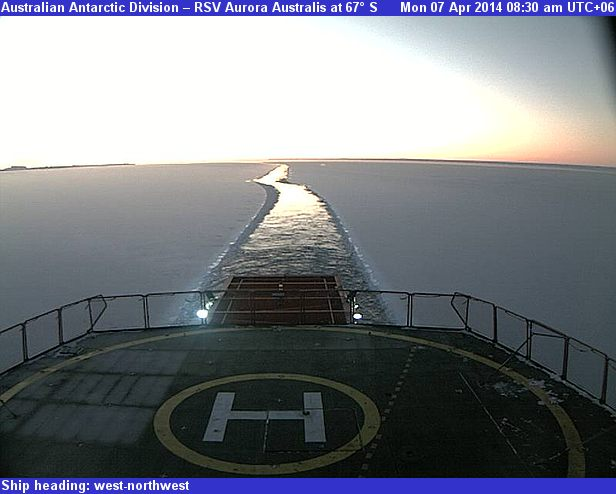 Australian Antarctic Division – RSV Aurora Australis at 67° S Mon 07 Apr 2014 08:30 am UTC+06
H
Ship heading: west-northwest